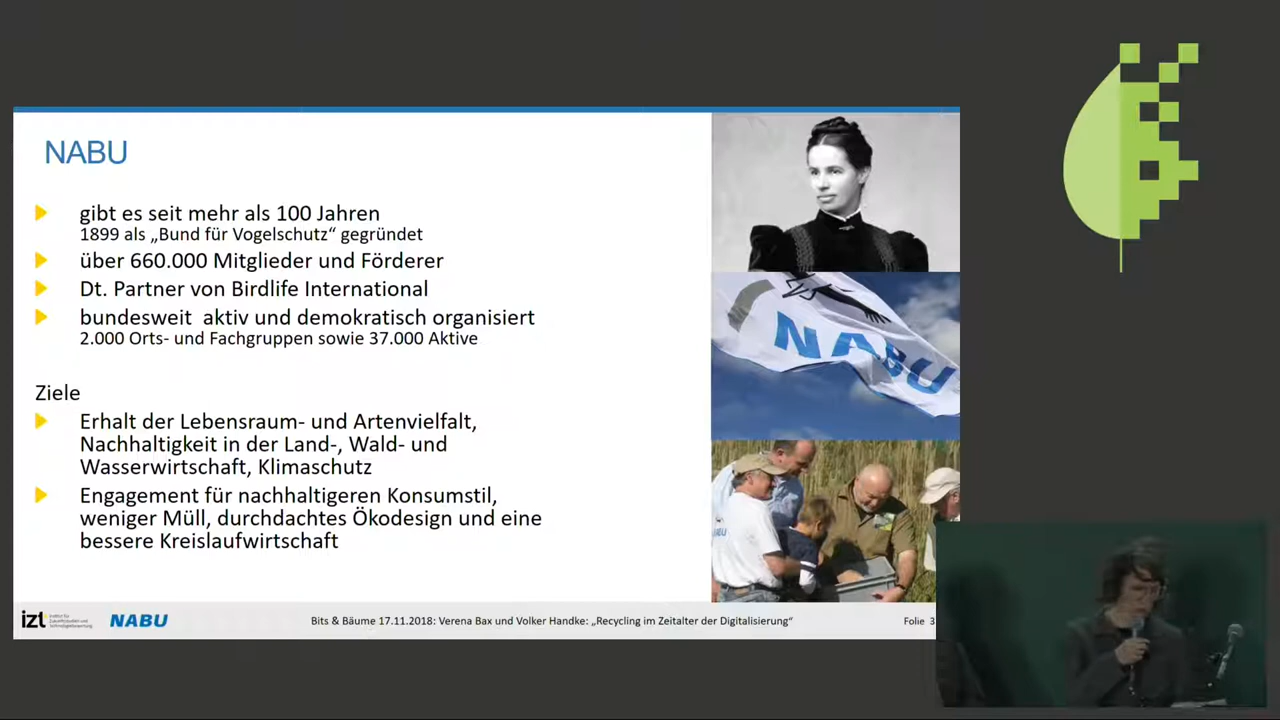 NABU
gibt es seit mehr als 100 Jahren
1899 als „Bund für Vogelschutz“ gegründet
über 660.000 Mitglieder und Förderer
Dt. Partner von Birdlife International
bundesweit  aktiv und demokratisch organisiert
2.000 Orts- und Fachgruppen sowie 37.000 Aktive
Ziele
Erhalt der Lebensraum- und Artenvielfalt,
Nachhaltigkeit in der Land-, Wald- und
Wasserwirtschaft, Klimaschutz
Engagement für nachhaltigeren Konsumstil,
weniger Müll, durchdachtes Ökodesign und eine
bessere Kreislaufwirtschaft
NABU
NABU
izt
NABU
Bits & Bäume 17.11.2018: Verena Bax und Volker Handke: „Recycling im Zeitalter der Digitalisierung“
Folie 3